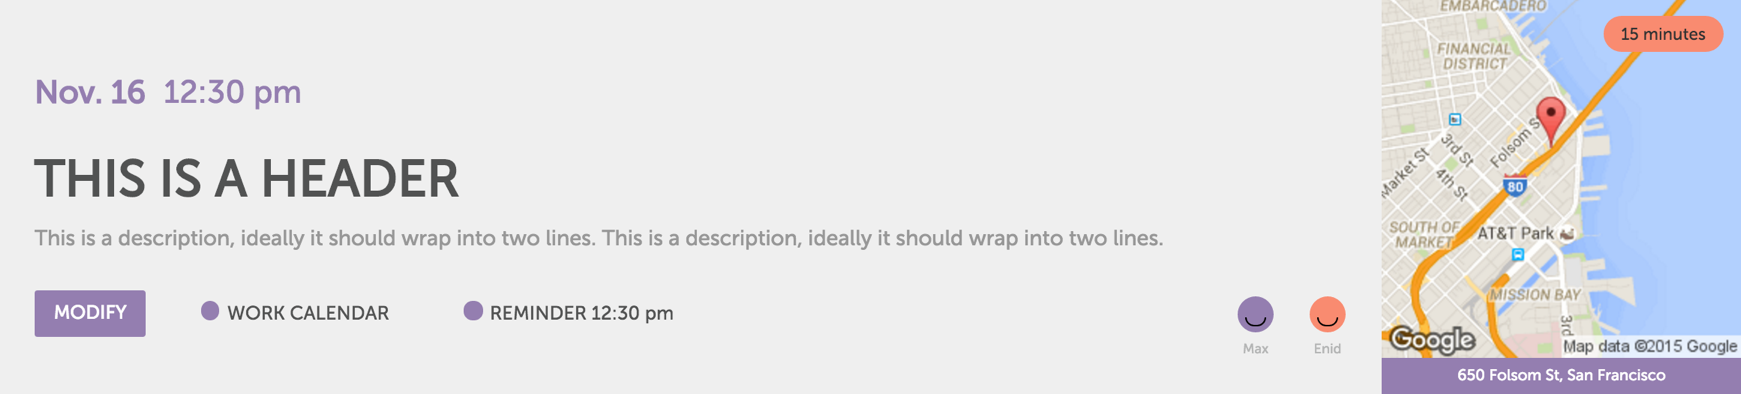 Nov. 16 12:30 pm
THIS IS A HEADER
This is a description, ideally it should wrap into two lines. This is a description, ideally it should wrap into two lines.
MODIFY
WORK CALENDAR
REMINDER 12:30 pm
Max
Enid
EMBARCADERO
15 minutes
FINANCIAL
DISTRICT
Folsom S
3rd St
Market St
4th St
80
SOUTH OF
MARKET
AT&T Park
MISSION BAY
3rd
Google
Map data ©2015 Google
650 Folsom St, San Francisco